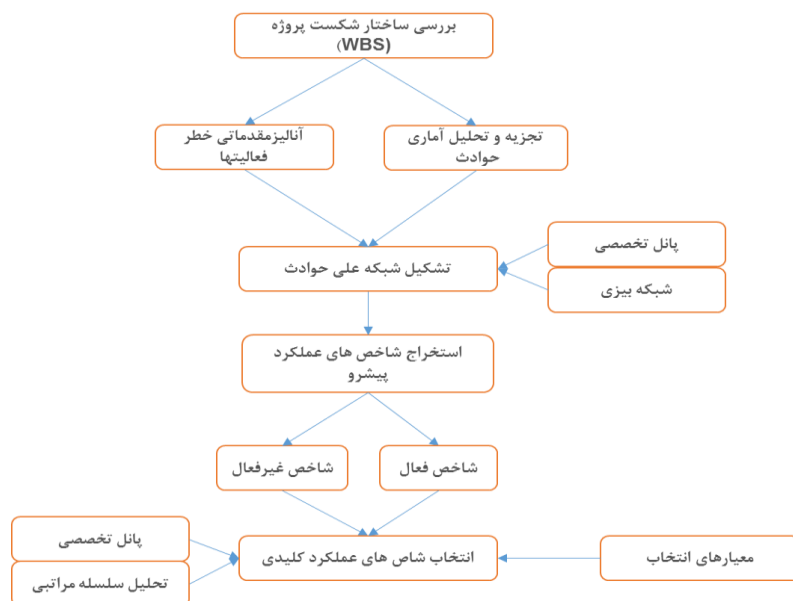 بررسی ساختار شکست پروژه
(WBS)
آنالیزمقدماتی خطر
فعالیتها
تجزیه و تحلیل آماری
حوادث
پانل تخصصی
تشکیل شبکه علی حوادث
شبکه بیزی
استخراج شاخص های عملکرد
پیشرو
شاخص غیرفعال
شاخص فعال
پانل تخصصی
انتخاب شاص های عملکرد کلیدی
معیارهای انتخاب
تحلیل سلسله مراتبی